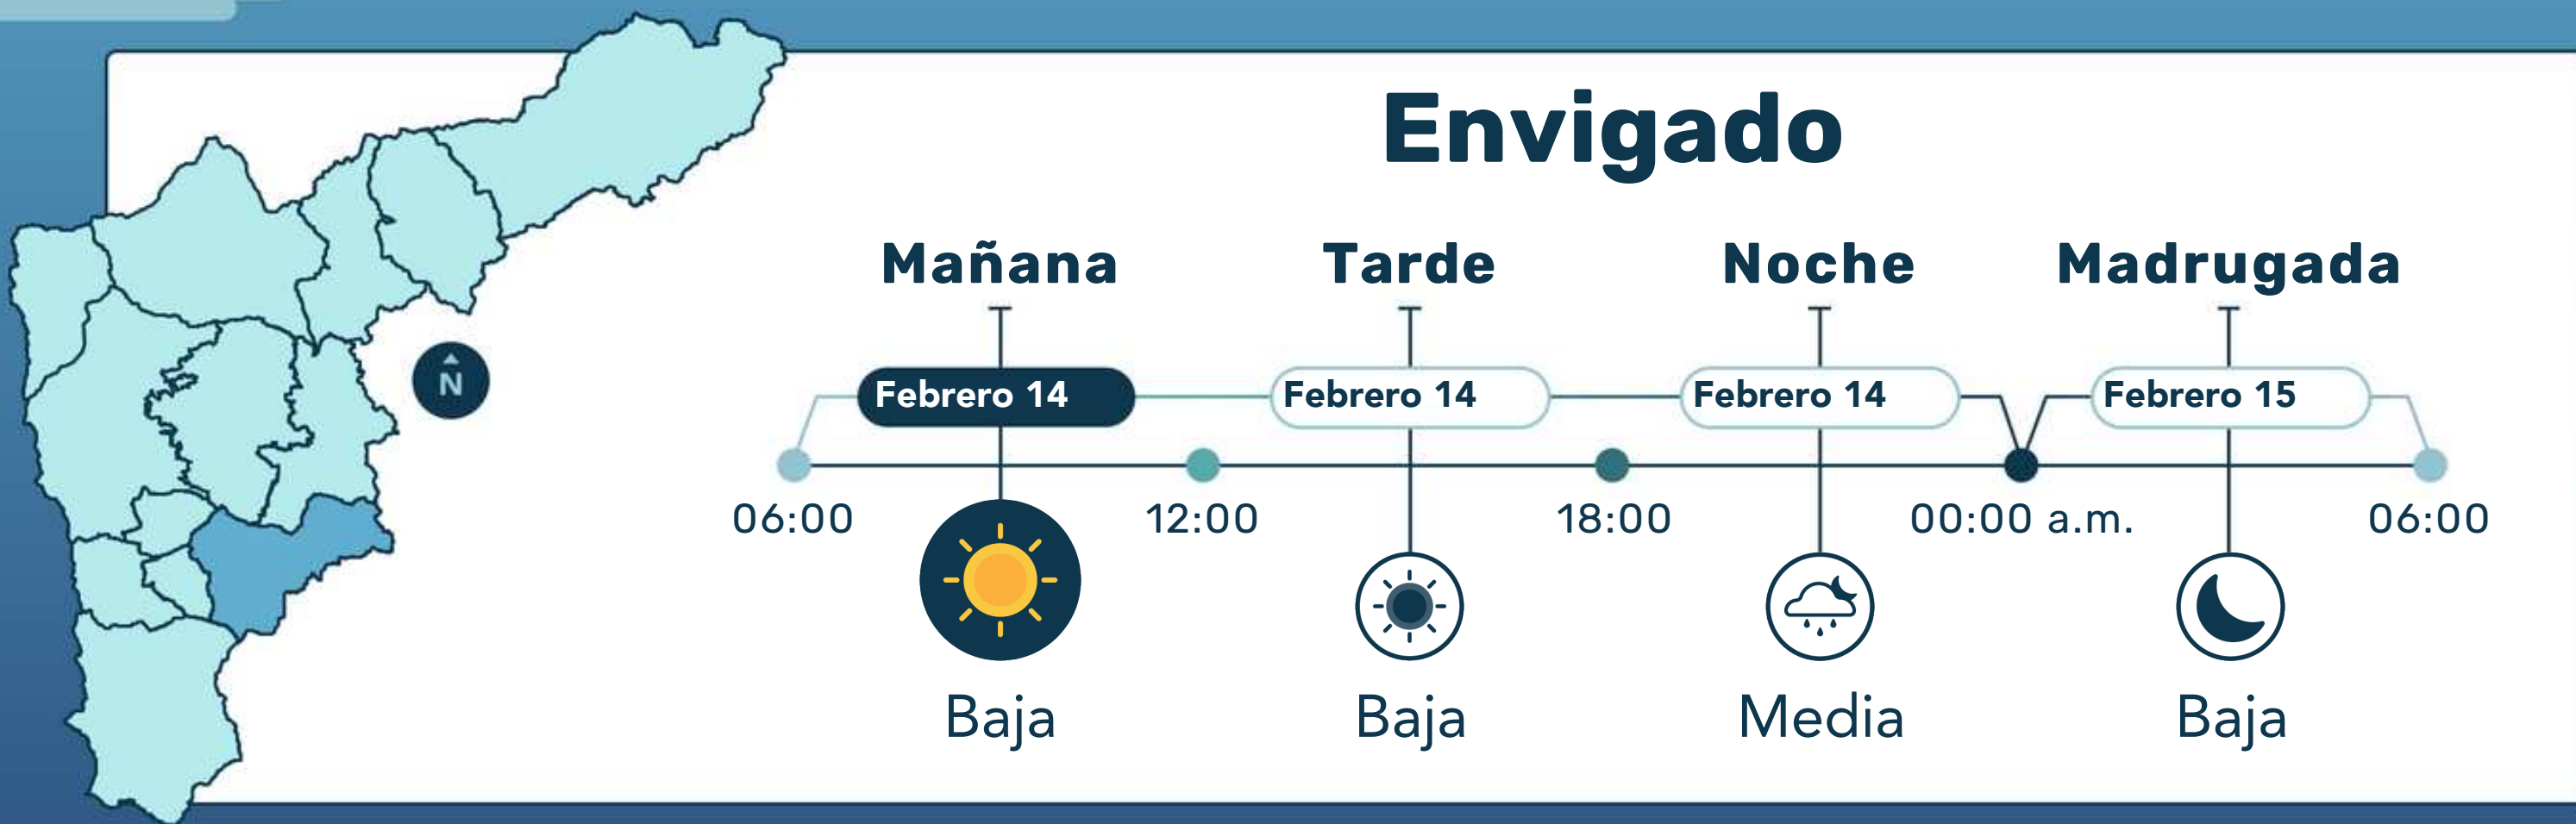 Envigado
Mañana Tarde Noche Madrugada
N
Febrero 14 Febrero 14 Febrero 14 Febrero 15
06:00 12:00 18:00 00:00 a.m. 06:00
Baja Baja Media Baja